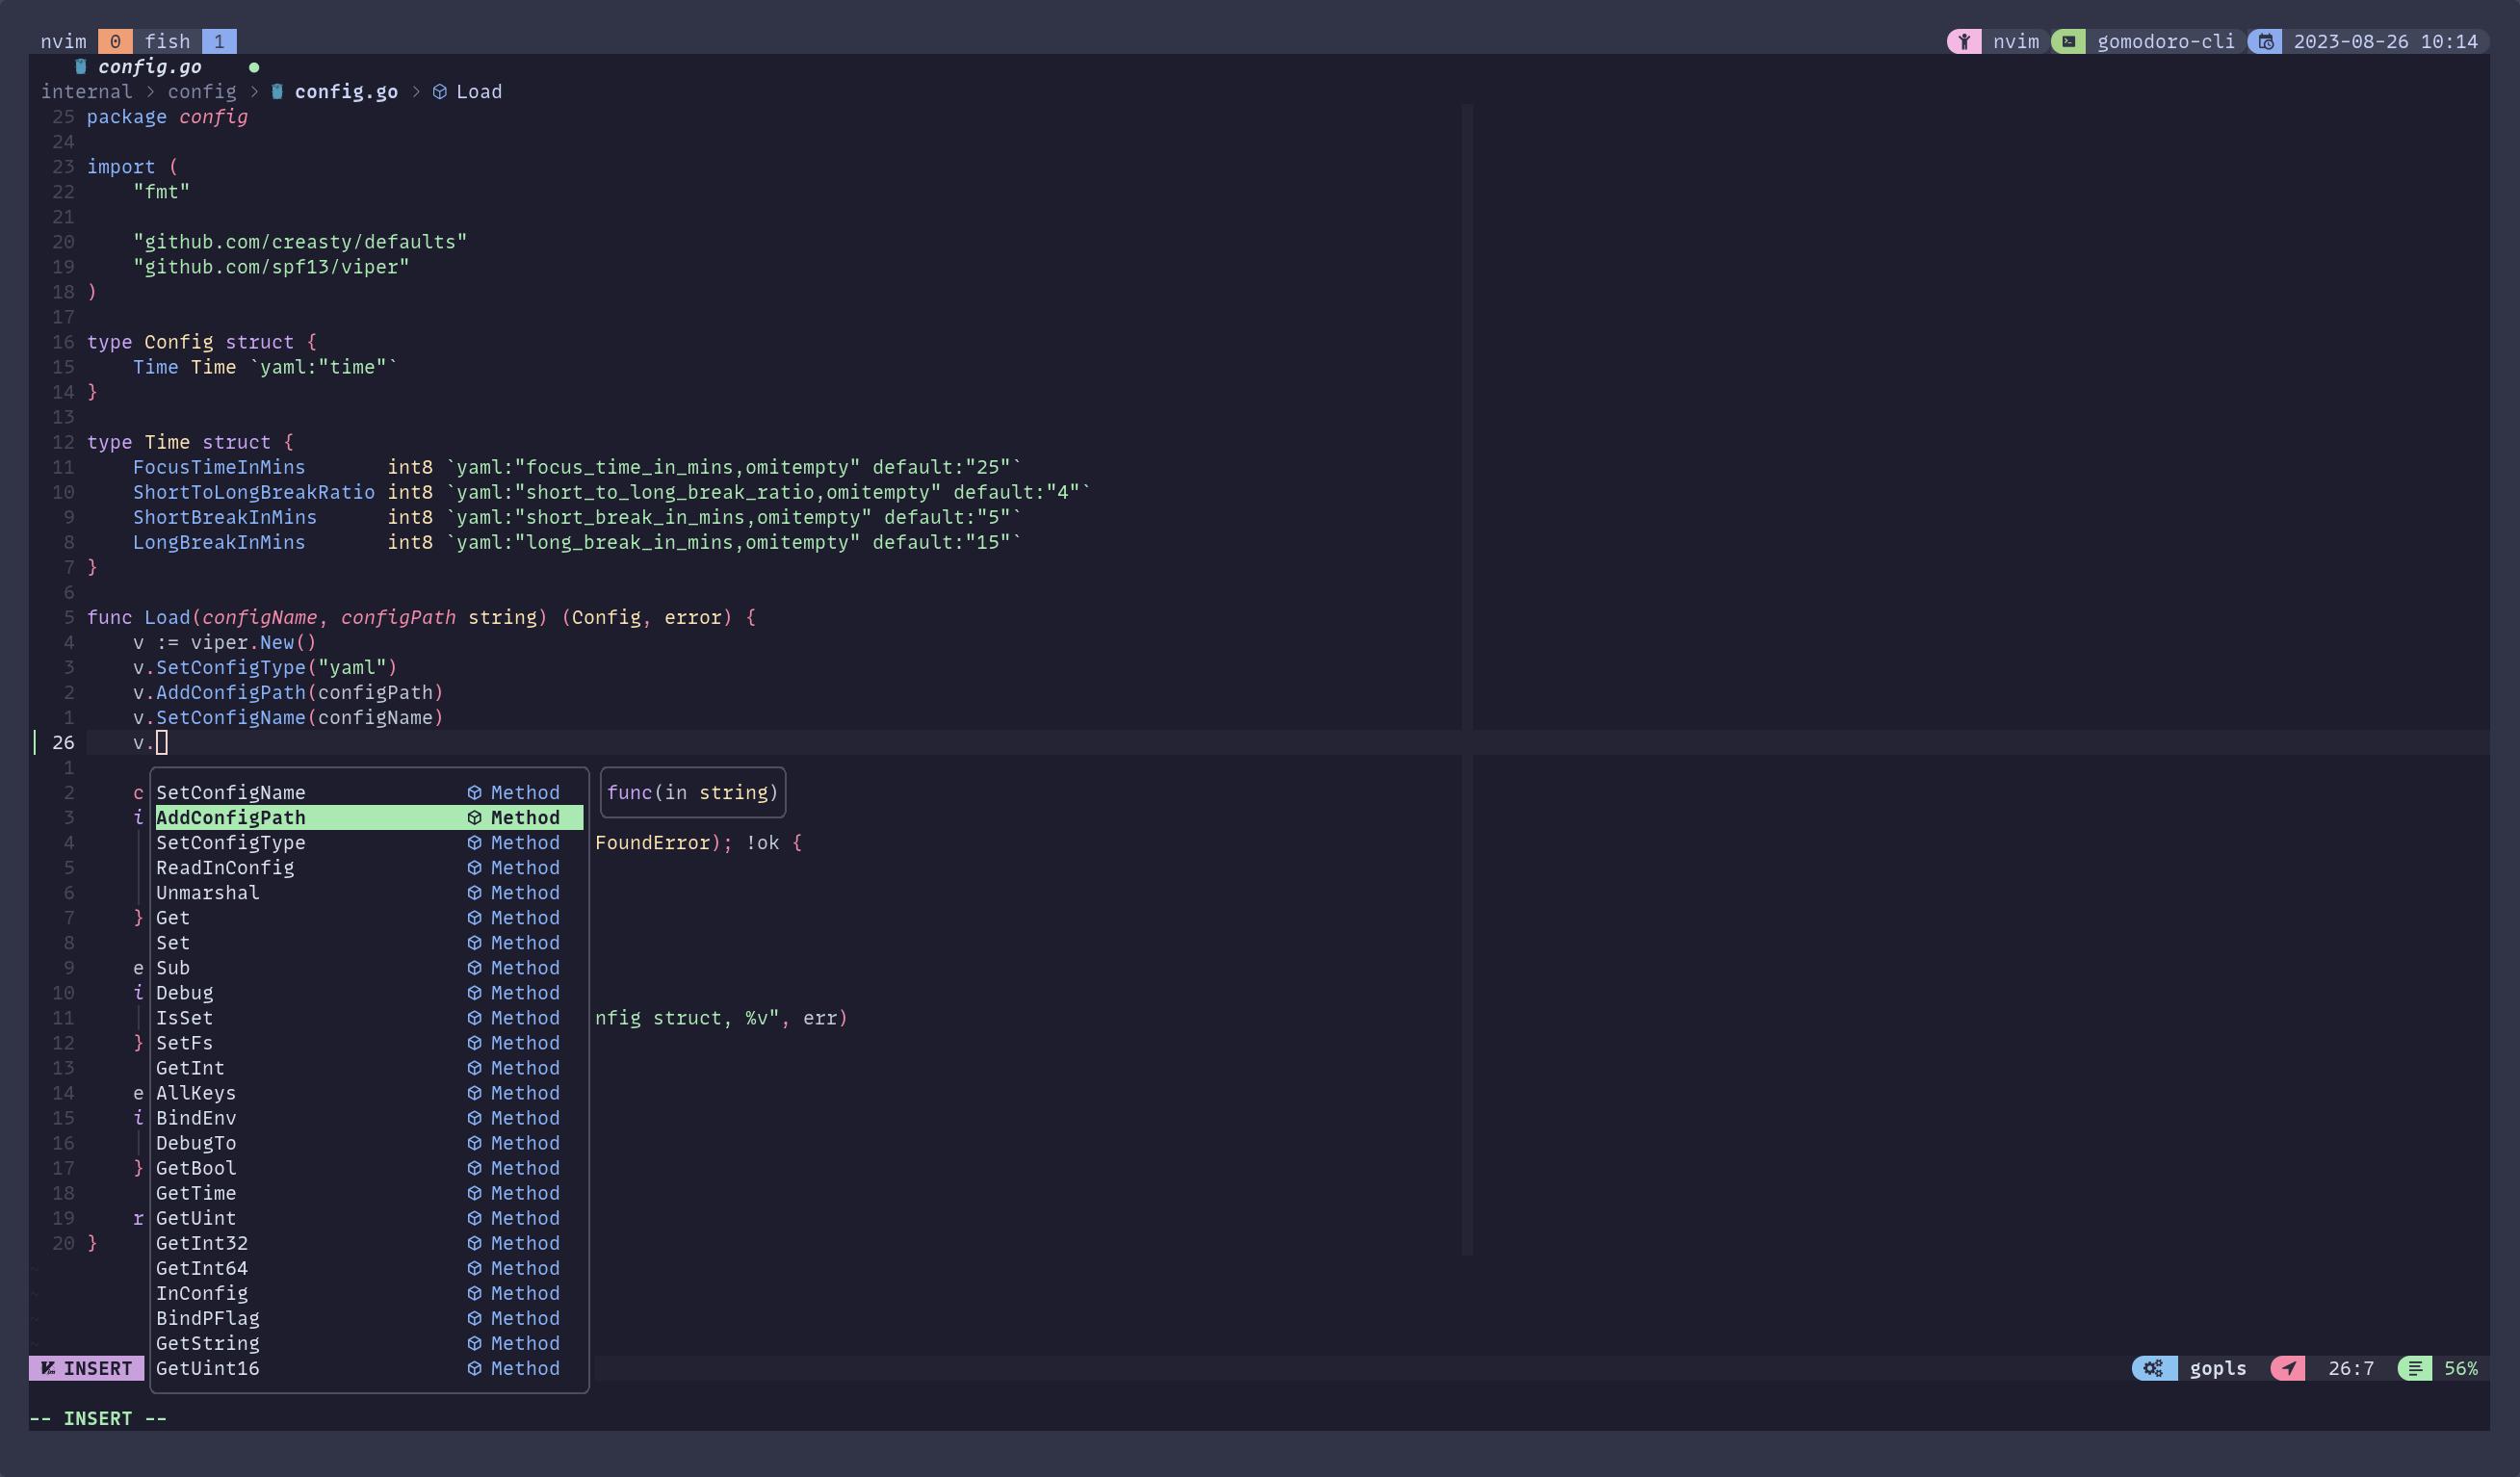 nvim 0 fish 1 nvim gomodoro-cli 2023-08-26 10:14
config.go
internal > config > config.go > Load
25 package config
24
23 import (
22     "fmt"
21
20     "github.com/creasty/defaults"
19     "github.com/spf13/viper"
18 )
17
16 type Config struct {
15     Time Time `yaml:"time"`
14 }
13
12 type Time struct {
11     FocusTimeInMins       int8 `yaml:"focus_time_in_mins,omitempty" default:"25"`
10     ShortToLongBreakRatio int8 `yaml:"short_to_long_break_ratio,omitempty" default:"4"`
9     ShortBreakInMins      int8 `yaml:"short_break_in_mins,omitempty" default:"5"`
8     LongBreakInMins       int8 `yaml:"long_break_in_mins,omitempty" default:"15"`
7 }
6
5 func Load(configName, configPath string) (Config, error) {
4     v := viper.New()
3     v.SetConfigType("yaml")
2     v.AddConfigPath(configPath)
1     v.SetConfigName(configName)
26     v.
1
2     c SetConfigName Method func(in string)
3     i AddConfigPath Method
4     SetConfigType Method FoundError); !ok {
5     ReadInConfig Method
6     Unmarshal Method
7     } Get Method
8     Set Method
9     e Sub Method
10     i Debug Method
11     IsSet Method nfig struct, %v", err)
12     } SetFs Method
13     GetInt Method
14     e AllKeys Method
15     i BindEnv Method
16     DebugTo Method
17     } GetBool Method
18     GetTime Method
19     r GetUint Method
20 } GetInt32 Method
~ GetInt64 Method
~ InConfig Method
~ BindPFlag Method
~ GetString Method
INSERT GetUint16 Method gopls 26:7 56%
-- INSERT --